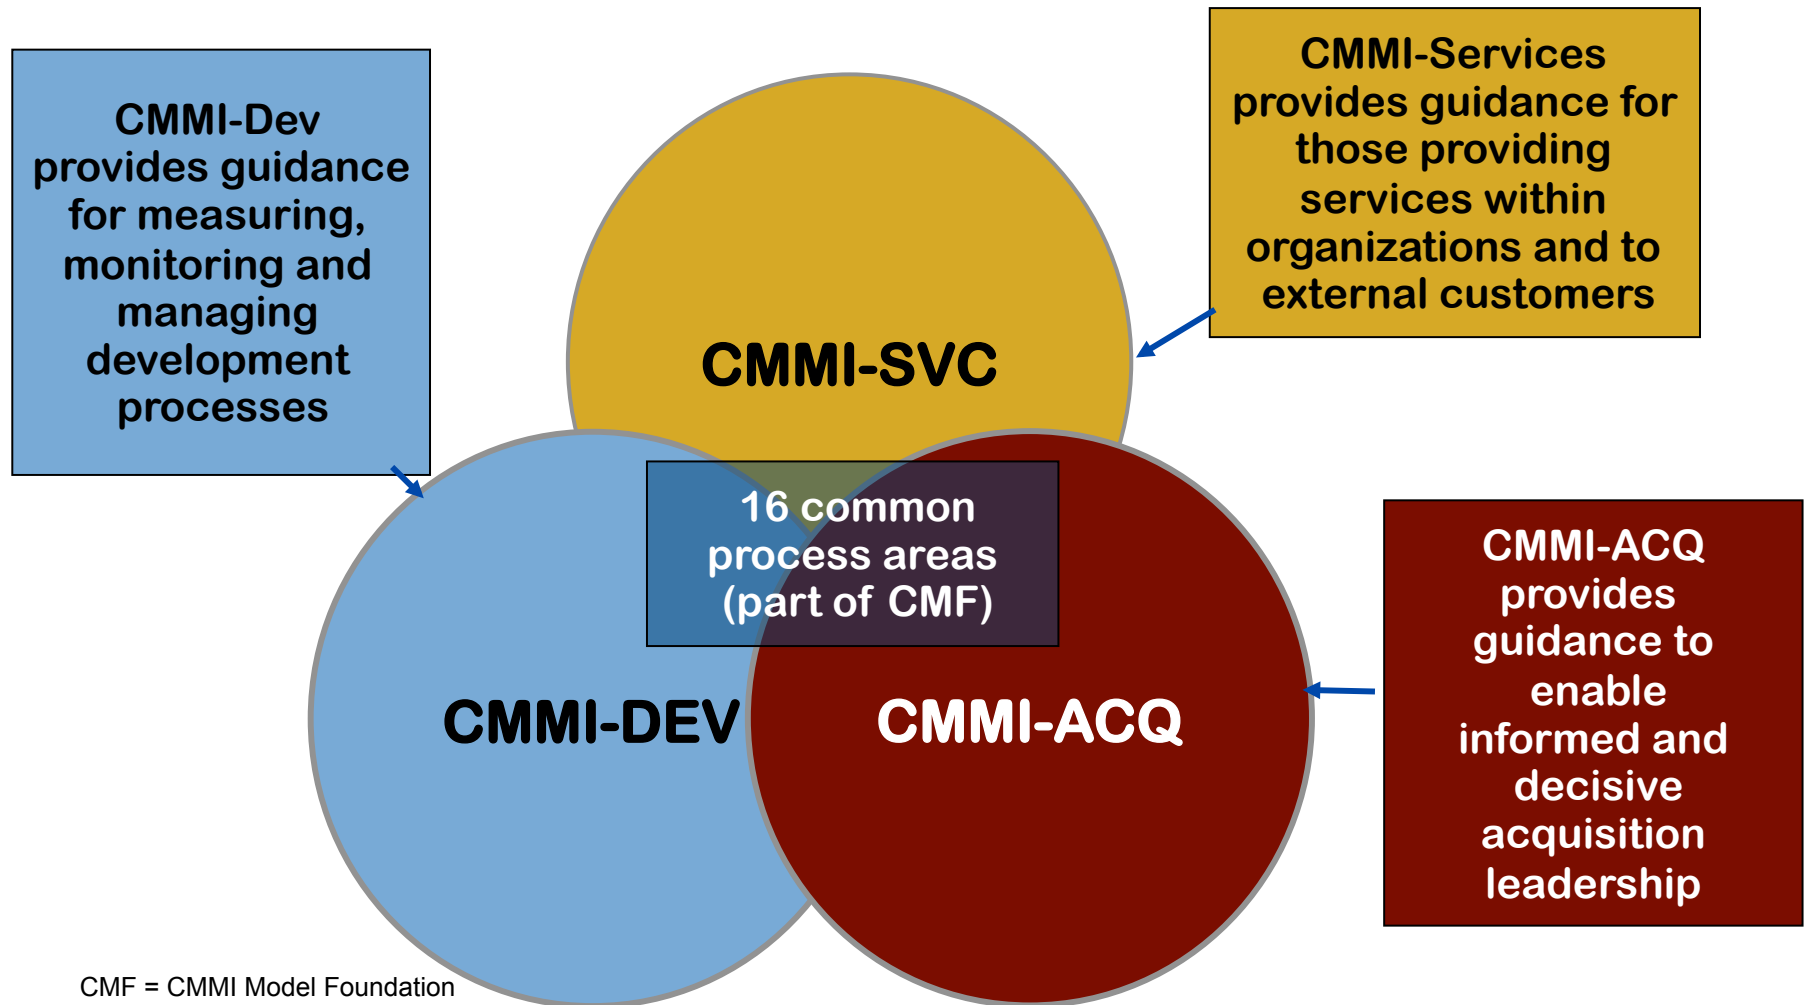 CMMI-Dev
provides guidance
for measuring,
monitoring and
managing
development
processes
CMMI-Services
provides guidance for
those providing
services within
organizations and to
external customers
CMMI-SVC
16 common
process areas
(part of CMF)
CMMI-DEV
CMMI-ACQ
CMMI-ACQ
provides
guidance to
enable
informed and
decisive
acquisition
leadership
CMF = CMMI Model Foundation